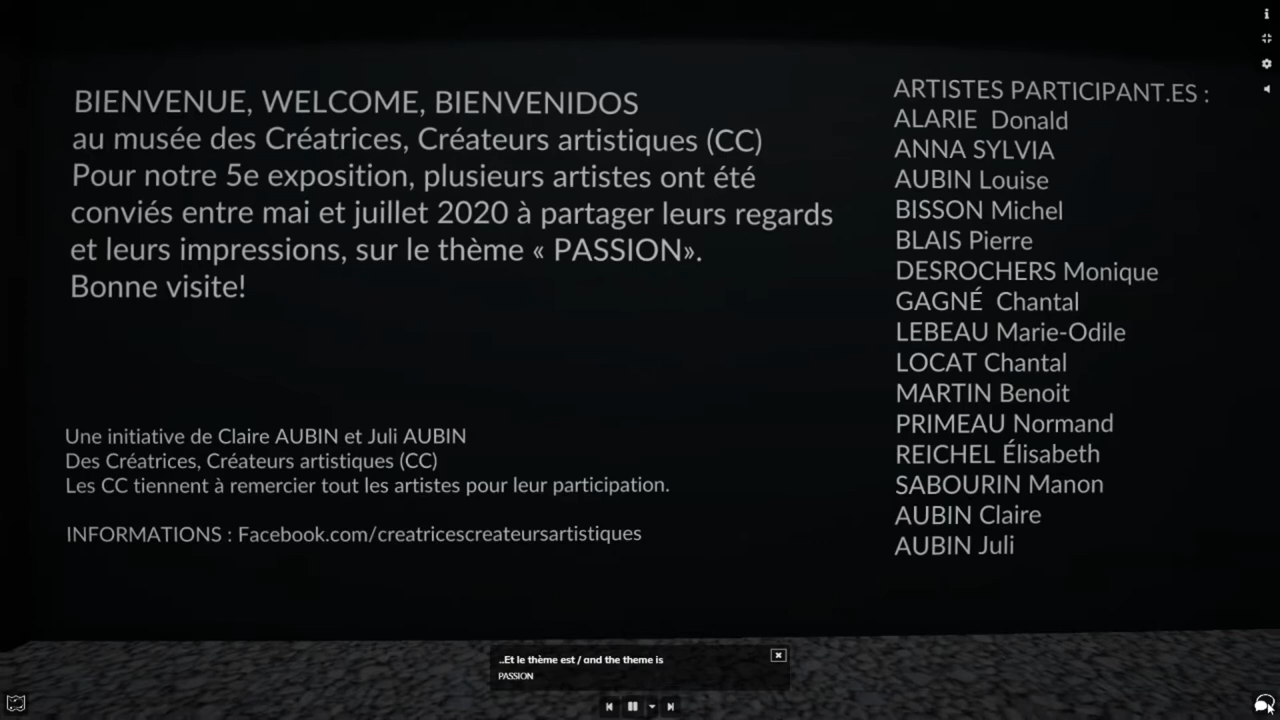 BIENVENUE, WELCOME, BIENVENIDOS
au musée des Créatrices, Créateurs artistiques (CC)
Pour notre 5e exposition, plusieurs artistes ont été
conviés entre mai et juillet 2020 à partager leurs regards
et leurs impressions, sur le thème « PASSION».
Bonne visite!
Une initiative de Claire AUBIN et Juli AUBIN
Des Créatrices, Créateurs artistiques (CC)
Les CC tiennent à remercier tout les artistes pour leur participation.
INFORMATIONS : Facebook.com/creatricescreateursartistiques
ARTISTES PARTICIPANT.ES :
ALARIE Donald
ANNA SYLVIA
AUBIN Louise
BISSON Michel
BLAIS Pierre
DESROCHERS Monique
GAGNÉ Chantal
LEBEAU Marie-Odile
LOCAT Chantal
MARTIN Benoit
PRIMEAU Normand
REICHEL Élisabeth
SABOURIN Manon
AUBIN Claire
AUBIN Juli
..Et le thème est / and the theme is
PASSION